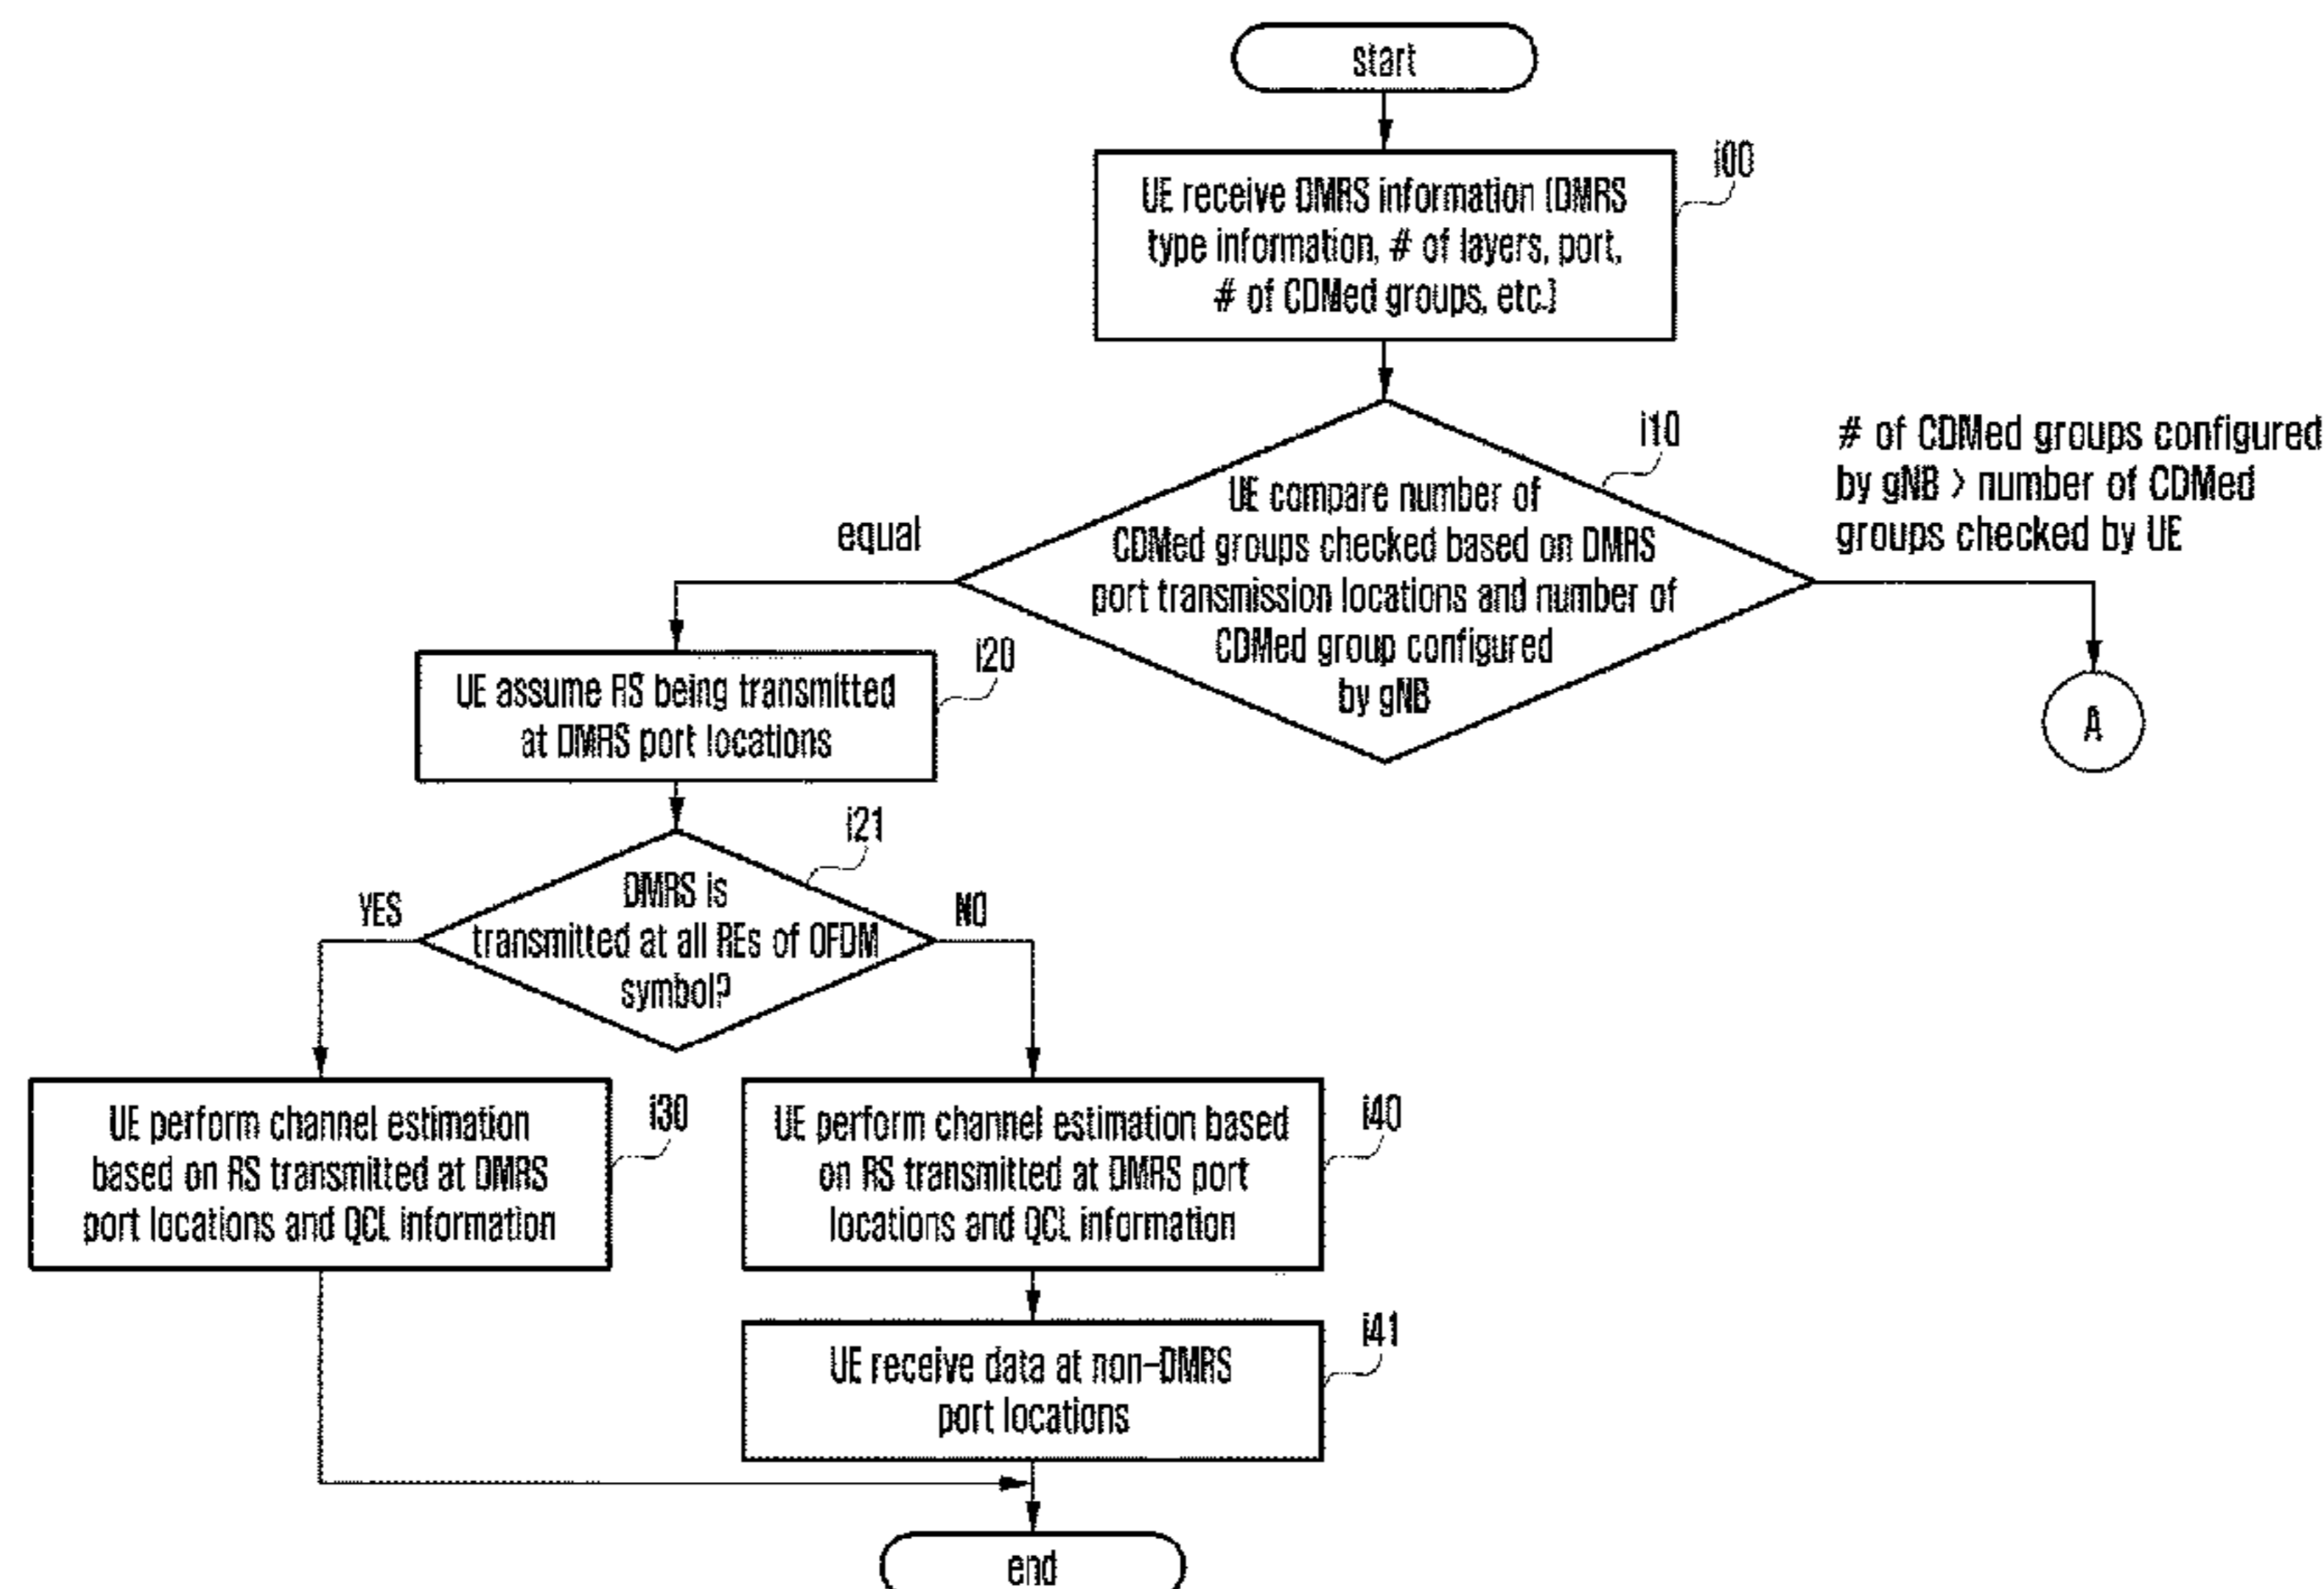 start
i00
UE receive DMRS information (DMRS
type information, # of layers, port,
# of CDMed groups, etc.)
i10
# of CDMed groups configured
by gNB > number of CDMed
groups checked by UE
UE compare number of
CDMed groups checked based on DMRS
port transmission locations and number of
CDMed group configured
by gNB
equal
A
i20
UE assume RS being transmitted
at DMRS port locations
i21
DMRS is
transmitted at all REs of OFDM
symbol?
YES
NO
i30
UE perform channel estimation
based on RS transmitted at DMRS
port locations and QCL information
i40
UE perform channel estimation based
on RS transmitted at DMRS port
locations and QCL information
i41
UE receive data at non-DMRS
port locations
end